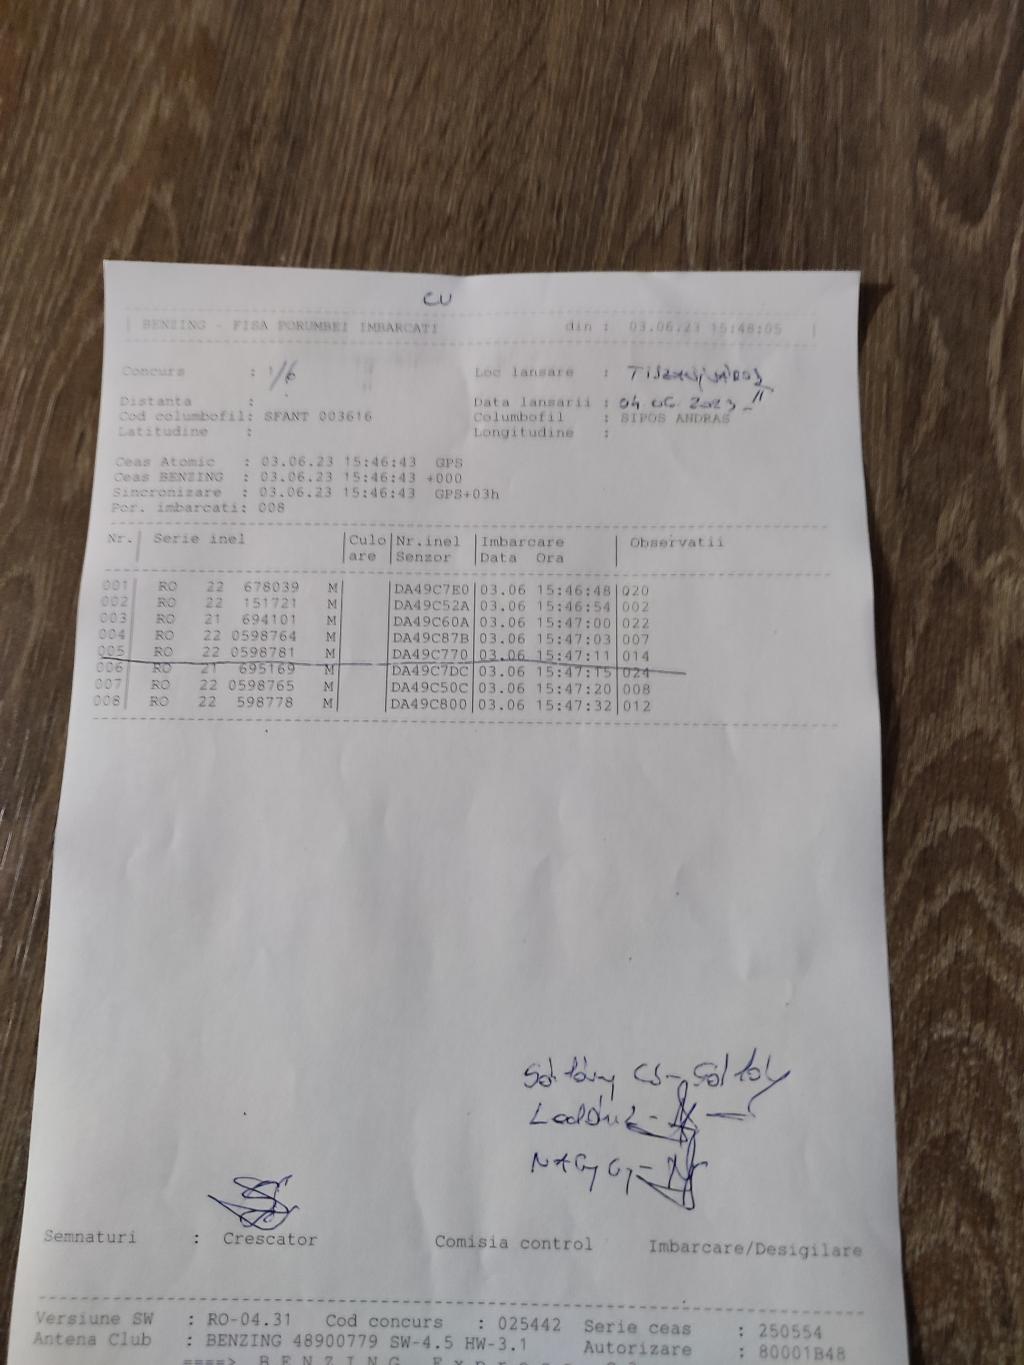 CU
BENZING - FISA PORUMBEI IMBARCATI din : 03.06.23 15:48:05
Concurs : 1/6 Loc lansare :
Distanta : Data lansarii : 04.06.2023
Cod columbofil: SFANT 003616 Columbofil : SIPOS ANDRAS
Latitudine : Longitudine :
Ceas Atomic : 03.06.23 15:46:43 GPS
Ceas BENZING : 03.06.23 15:46:43 +000
Sincronizare : 03.06.23 15:46:43 GPS+03h
Por. imbarcati: 008
Nr. Serie inel Culo Nr.inel Imbarcare Observatii
are Senzor Data Ora
001 RO 22 678039 M DA49C7E0 03.06 15:46:48 020
002 RO 22 151721 M DA49C52A 03.06 15:46:54 002
003 RO 21 694101 M DA49C60A 03.06 15:47:00 022
004 RO 22 0598764 M DA49C87B 03.06 15:47:03 007
005 RO 22 0598781 M DA49C770 03.06 15:47:11 014
006 RO 21 695169 M DA49C7DC 03.06 15:47:15 024
007 RO 22 0598765 M DA49C50C 03.06 15:47:20 008
008 RO 22 598778 M DA49C800 03.06 15:47:32 012
NAGY GY-
Semnaturi : Crescator Comisia control Imbarcare/Desigilare
Versiune SW : RO-04.31 Cod concurs : 025442 Serie ceas : 250554
Antena Club : BENZING 48900779 SW-4.5 HW-3.1 Autorizare : 80001B48
====> BENZING